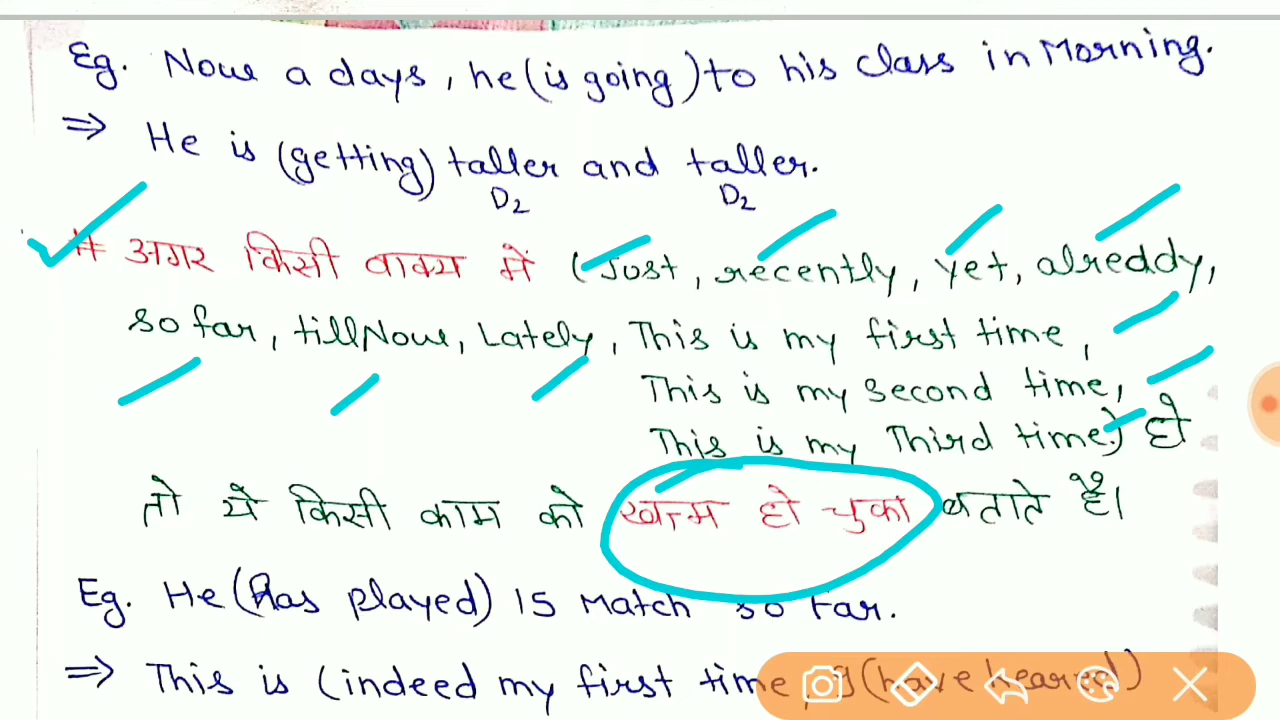 Eg. Now a days, he (is going) to his class in Morning.
⇒ He is (getting) taller and taller.
D2 D2
# अगर किसी वाक्य में (Just, recently, yet, alreddy,
so far, till Now, Lately, This is my first time,
This is my second time,
This is my Third time.) हो
तो ये किसी काम को खत्म हो चुका बताते है।
Eg. He (has played) 15 Match so far.
⇒ This is (indeed my first time, I (have heared)